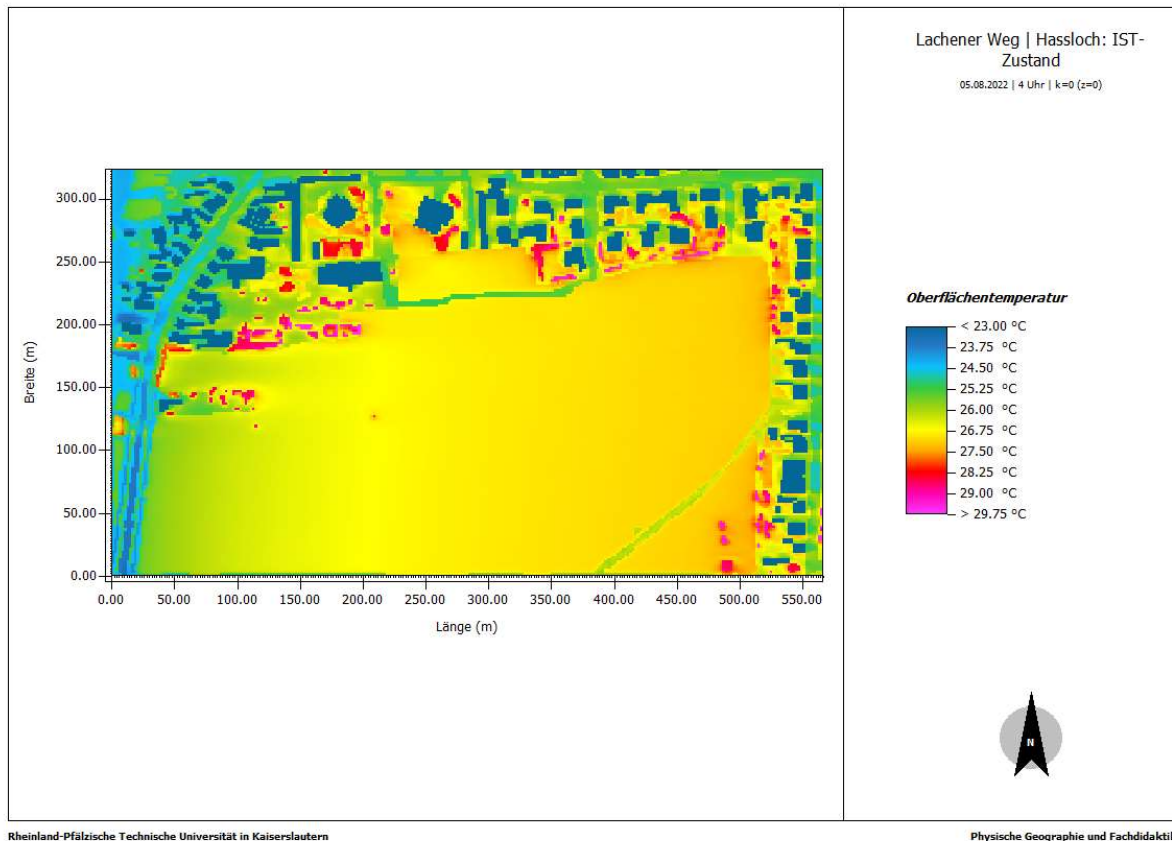 Lachener Weg | Hassloch: IST-
Zustand
05.08.2022 | 4 Uhr | k=0 (z=0)
300.00
250.00
200.00
150.00
100.00
50.00
0.00
Breite (m)
0.00 50.00 100.00 150.00 200.00 250.00 300.00 350.00 400.00 450.00 500.00 550.00
Länge (m)
Oberflächentemperatur
< 23.00 °C
23.75 °C
24.50 °C
25.25 °C
26.00 °C
26.75 °C
27.50 °C
28.25 °C
29.00 °C
> 29.75 °C
N
Rheinland-Pfälzische Technische Universität in Kaiserslautern
Physische Geographie und Fachdidaktik